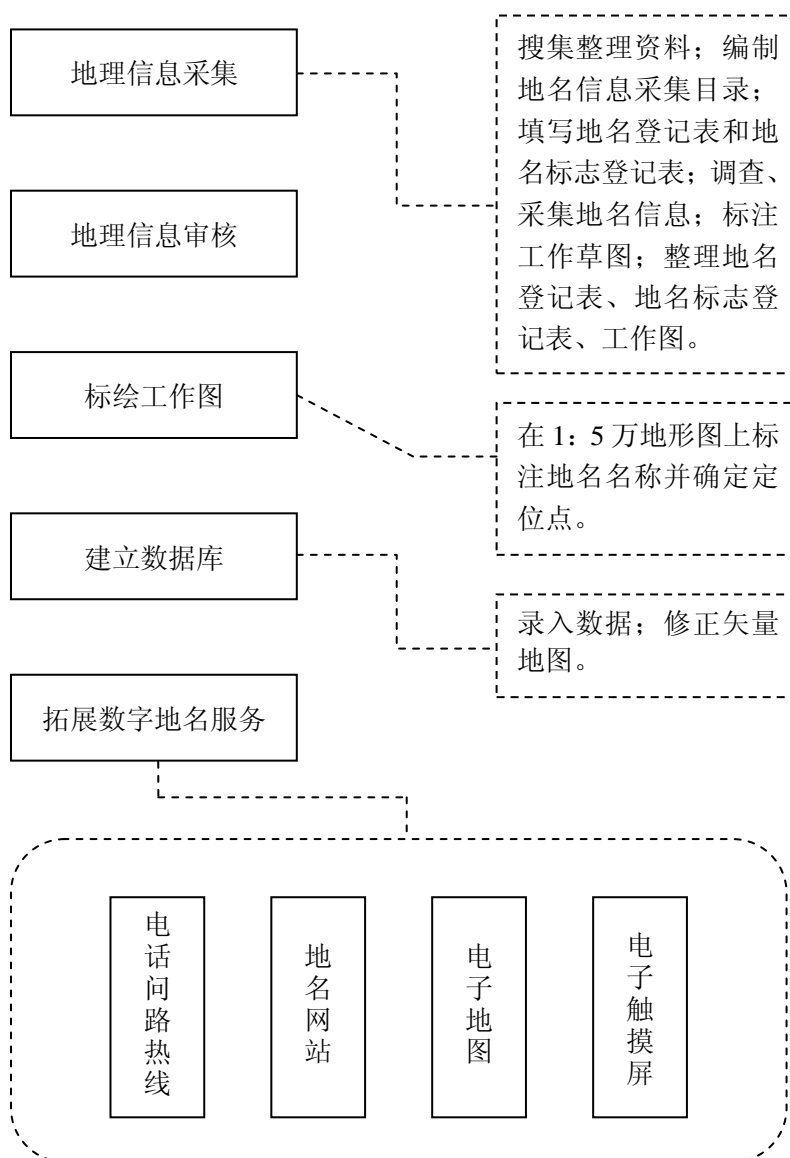 地理信息采集
搜集整理资料；编制
地名信息采集目录；
填写地名登记表和地
名标志登记表；调查、
采集地名信息；标注
工作草图；整理地名
登记表、地名标志登
记表、工作图。
地理信息审核
标绘工作图
在 1：5 万地形图上标
注地名名称并确定定
位点。
建立数据库
录入数据；修正矢量
地图。
拓展数字地名服务
电话问路热线
地名网站
电子地图
电子触摸屏